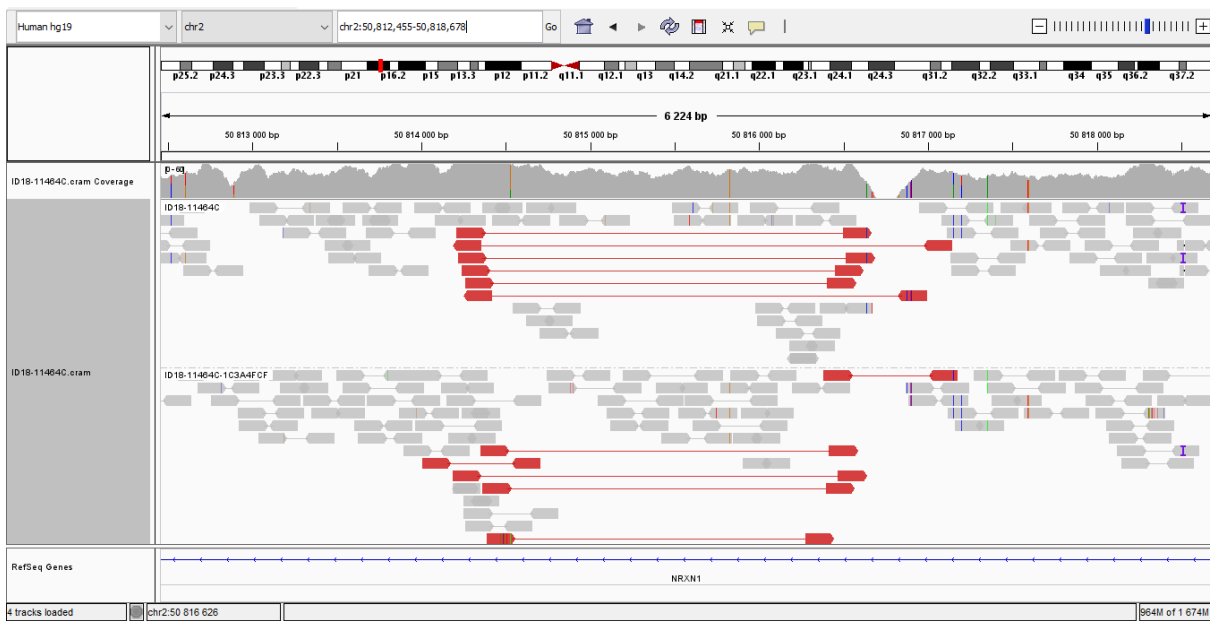 Human hg19 chr2 chr2:50,812,455-50,818,678 Go
p25.2 p24.3 p23.3 p22.3 p21 p16.2 p15 p13.3 p12 p11.2 q11.1 q12.1 q13 q14.2 q21.1 q22.1 q23.1 q24.1 q24.3 q31.2 q32.2 q33.1 q34 q35 q36.2 q37.2
6 224 bp
50 813 000 bp 50 814 000 bp 50 815 000 bp 50 816 000 bp 50 817 000 bp 50 818 000 bp
ID18-11464C.cram Coverage
[0 - 60]
ID18-11464C
ID18-11464C.cram
ID18-11464C-1C3A4FCF
RefSeq Genes
NRXN1
4 tracks loaded chr2:50 816 626 964M of 1 674M